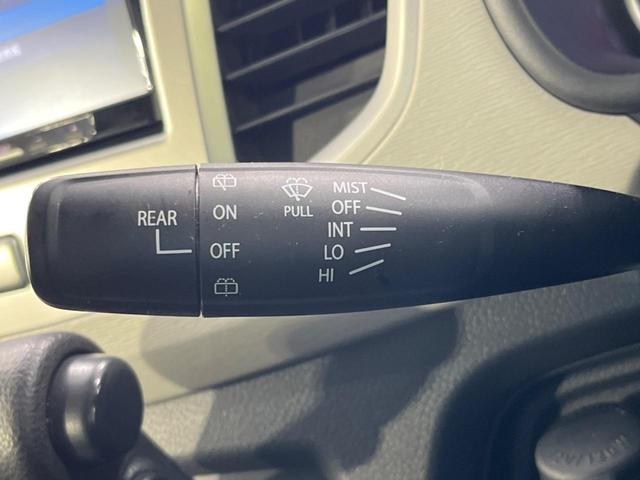 REAR
ON
OFF
PULL
MIST
OFF
INT
LO
HI